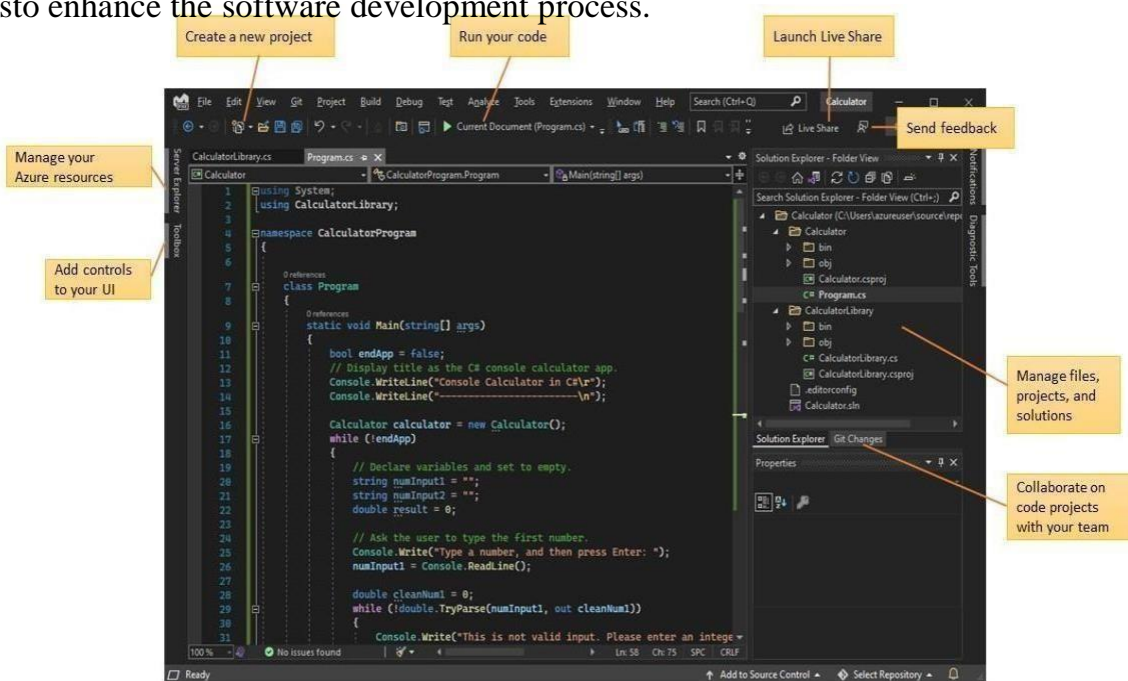 sto enhance the software development process.
Create a new project
Run your code
Launch Live Share
File Edit View Git Project Build Debug Test Analyze Tools Extensions Window Help Search (Ctrl+Q) Calculator
Current Document (Program.cs) Live Share
Send feedback
Manage your
Azure resources
Add controls
to your UI
Server Explorer
Toolbox
CalculatorLibrary.cs Program.cs
Calculator CalculatorProgram.Program Main(string[] args)
1 using System;
2 using CalculatorLibrary;
3
4 namespace CalculatorProgram
5 {
6
0 references
7 class Program
8 {
0 references
9 static void Main(string[] args)
10 {
11 bool endApp = false;
12 // Display title as the C# console calculator app.
13 Console.WriteLine("Console Calculator in C#\r");
14 Console.WriteLine("------------------------\n");
15
16 Calculator calculator = new Calculator();
17 while (!endApp)
18 {
19 // Declare variables and set to empty.
20 string numInput1 = "";
21 string numInput2 = "";
22 double result = 0;
23
24 // Ask the user to type the first number.
25 Console.Write("Type a number, and then press Enter: ");
26 numInput1 = Console.ReadLine();
27
28 double cleanNum1 = 0;
29 while (!double.TryParse(numInput1, out cleanNum1))
30 {
31 Console.Write("This is not valid input. Please enter an intege
100 % No issues found Ln: 58 Ch: 75 SPC CRLF
Solution Explorer - Folder View
Search Solution Explorer - Folder View (Ctrl+;)
Calculator (C:\Users\azureuser\source\repo
Calculator
bin
obj
Calculator.csproj
C# Program.cs
CalculatorLibrary
bin
obj
C# CalculatorLibrary.cs
CalculatorLibrary.csproj
.editorconfig
Calculator.sln
Solution Explorer Git Changes
Properties
Notifications
Diagnostic Tools
Manage files,
projects, and
solutions
Collaborate on
code projects
with your team
Ready Add to Source Control Select Repository